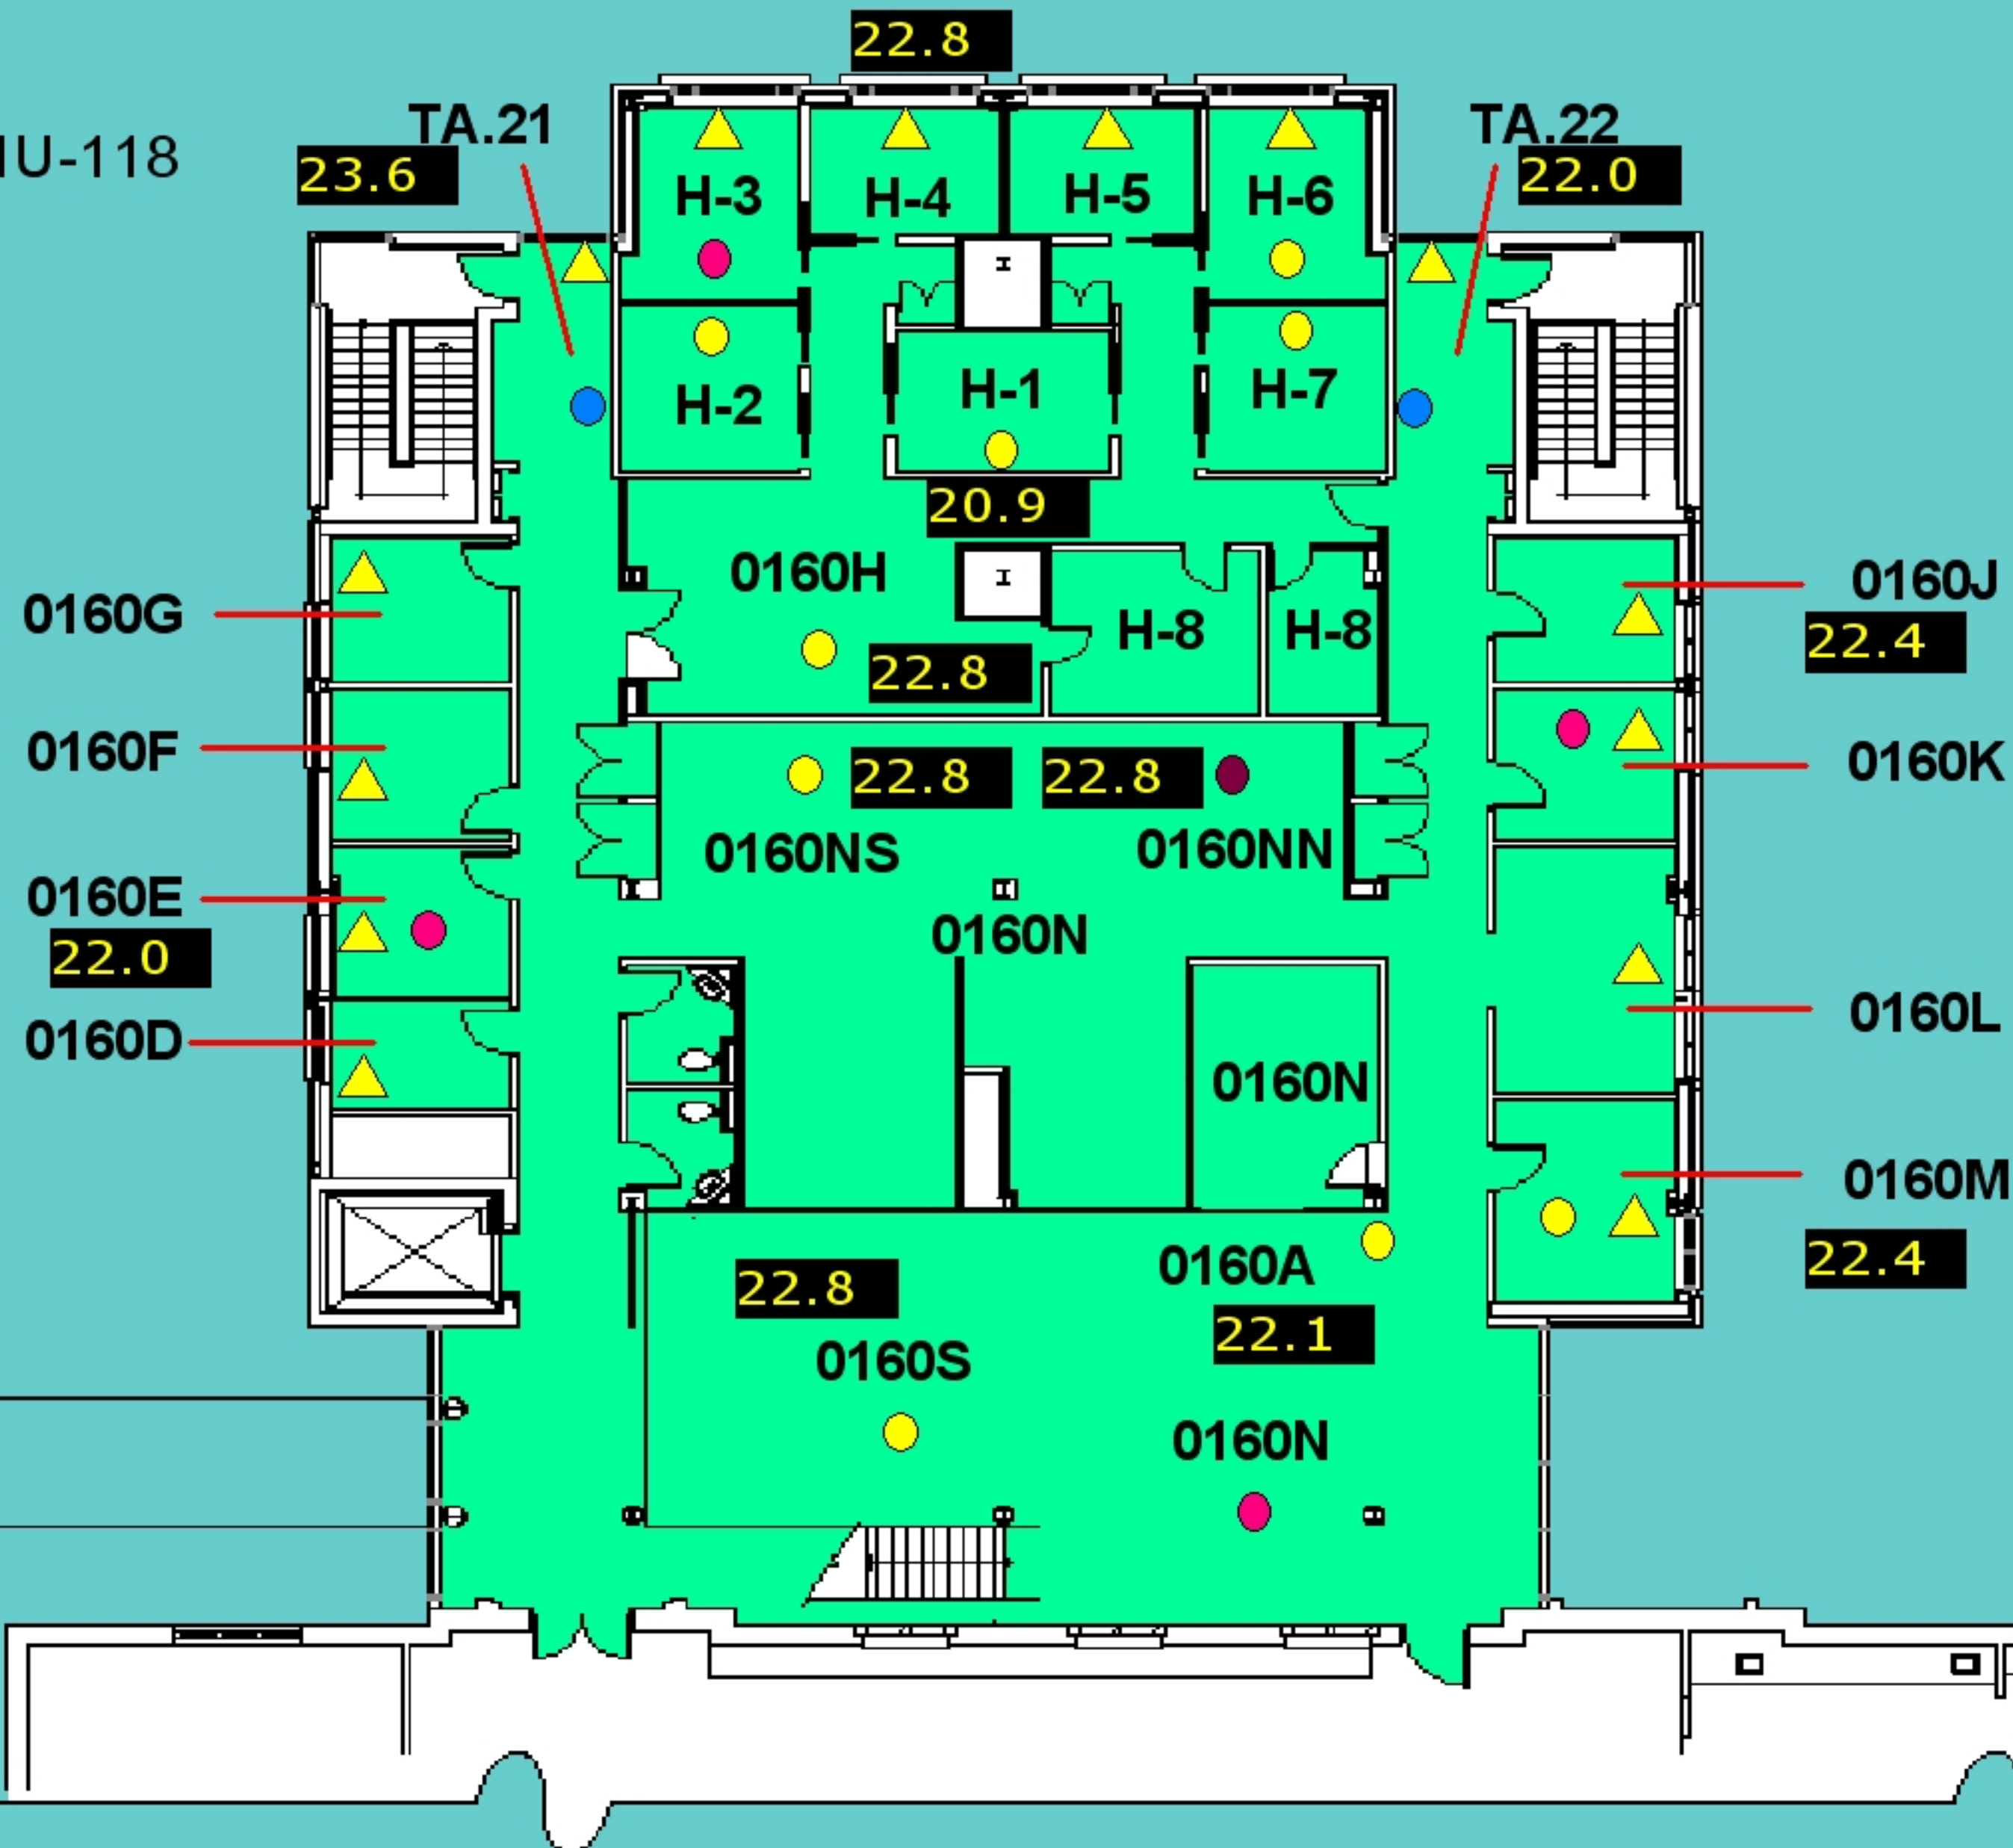 22.8
TA.21
TA.22
IU-118
23.6
22.0
H-3
H-4
H-5
H-6
H-2
H-1
H-7
20.9
0160H
0160G
0160J
22.4
H-8
H-8
22.8
0160F
0160K
22.8
22.8
0160NS
0160NN
0160E
0160N
22.0
0160D
0160L
0160N
0160M
22.4
0160A
22.8
22.1
0160S
0160N